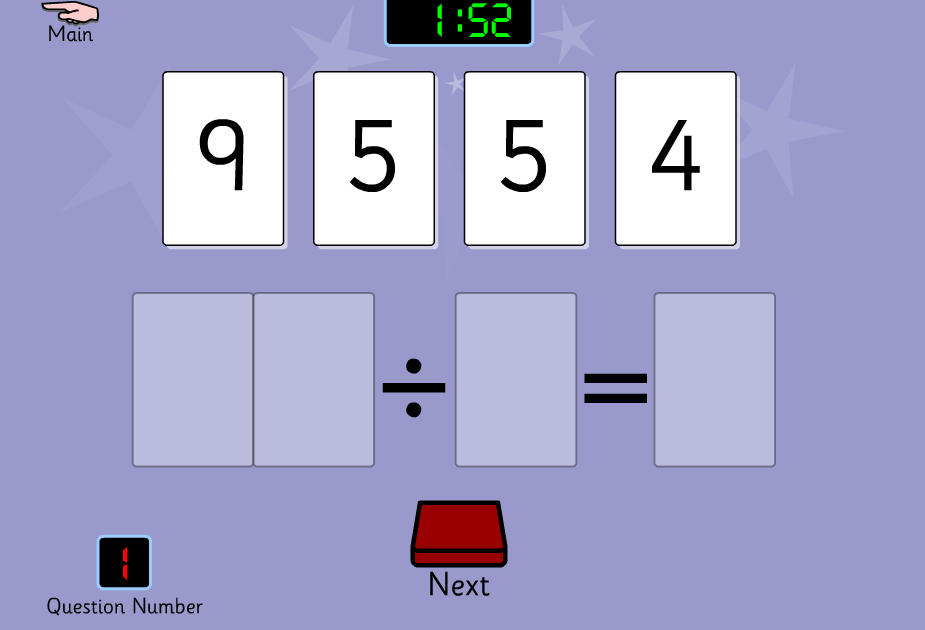 Main
1:52
9 5 5 4
÷ =
Next
1
Question Number